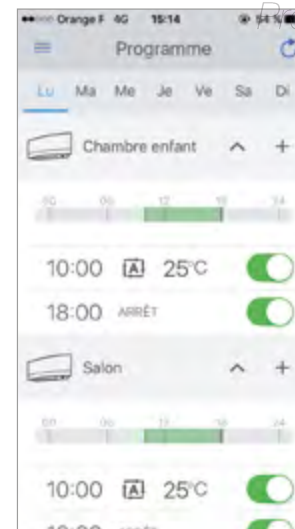 Orange F 4G 15:14 54 %
Programme
Lu Ma Me Je Ve Sa Di
Chambre enfant
00 06 12 18 24
10:00 A 25°C
18:00 ARRÊT
Salon
00 06 12 18 24
10:00 A 25°C